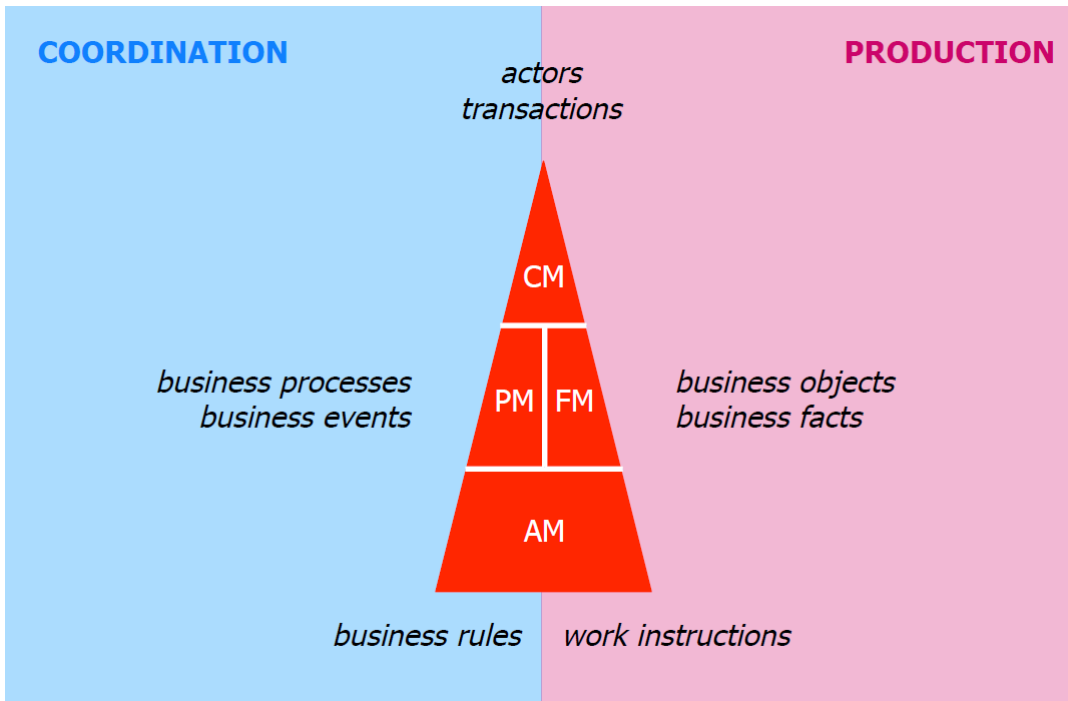 COORDINATION
PRODUCTION
actors
transactions
CM
business processes
business events
PM
FM
business objects
business facts
AM
business rules
work instructions